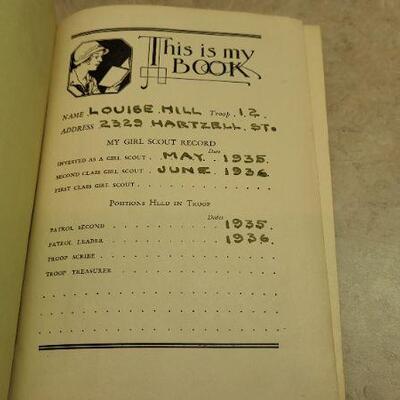 This is my
BOOK
NAME LOUISE HILL Troop 12.
ADDRESS 2329 HARTZELL ST.
MY GIRL SCOUT RECORD
Date
INVESTED AS A GIRL SCOUT . MAY. . 1935.
SECOND CLASS GIRL SCOUT . JUNE. 1936
FIRST CLASS GIRL SCOUT
POSITIONS HELD IN TROOP
Dates
PATROL SECOND 1935.
PATROL LEADER 1936.
TROOP SCRIBE
TROOP TREASURER